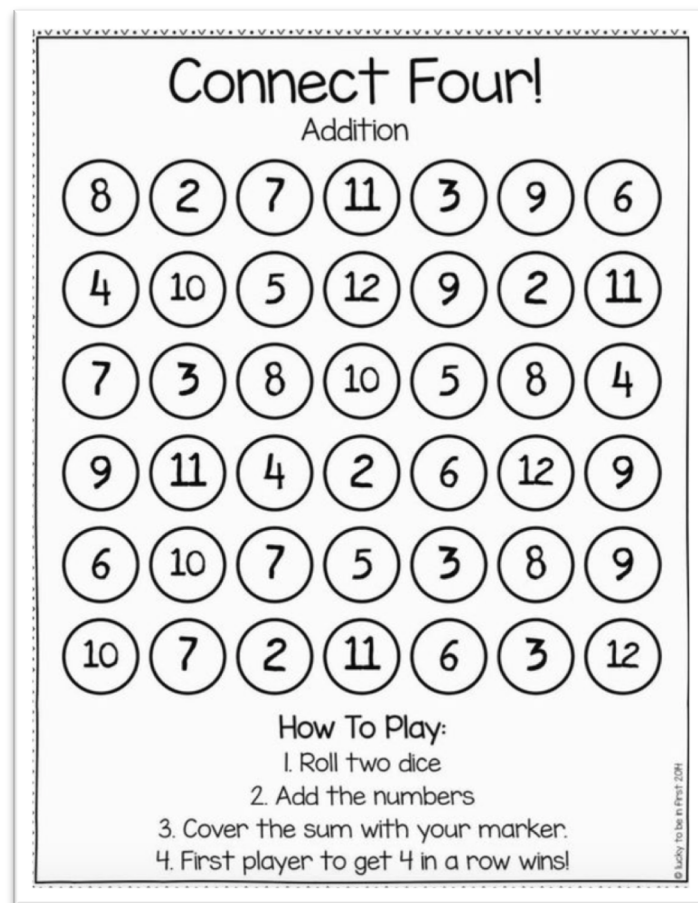 Connect Four!
Addition
8 2 7 11 3 9 6
4 10 5 12 9 2 11
7 3 8 10 5 8 4
9 11 4 2 6 12 9
6 10 7 5 3 8 9
10 7 2 11 6 3 12
How To Play:
1. Roll two dice
2. Add the numbers
3. Cover the sum with your marker.
4. First player to get 4 in a row wins!
© lucky to be in first 2014